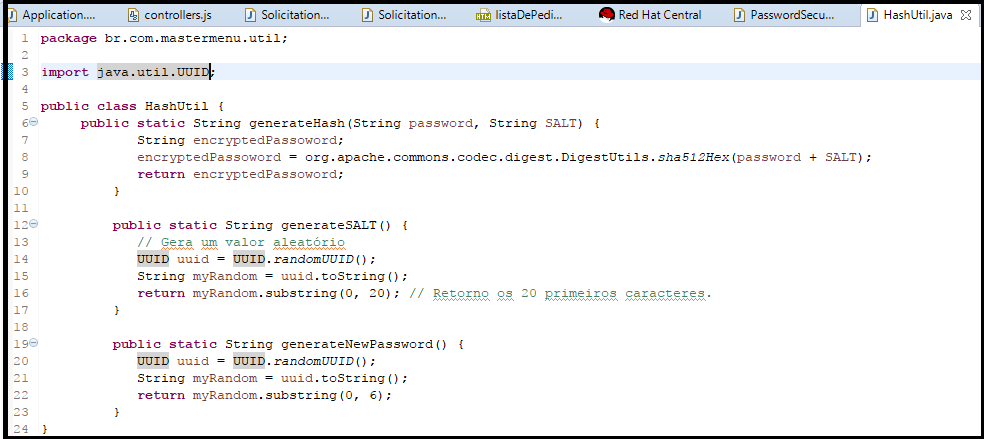 Application.... controllers.js Solicitation... Solicitation.... listaDePedi... Red Hat Central PasswordSecu... HashUtil.java
1 package br.com.mastermenu.util;
2
3 import java.util.UUID;
4
5 public class HashUtil {
6 public static String generateHash(String password, String SALT) {
7 String encryptedPassoword;
8 encryptedPassoword = org.apache.commons.codec.digest.DigestUtils.sha512Hex(password + SALT);
9 return encryptedPassoword;
10 }
11
12 public static String generateSALT() {
13 // Gera um valor aleatório
14 UUID uuid = UUID.randomUUID();
15 String myRandom = uuid.toString();
16 return myRandom.substring(0, 20); // Retorno os 20 primeiros caracteres.
17 }
18
19 public static String generateNewPassword() {
20 UUID uuid = UUID.randomUUID();
21 String myRandom = uuid.toString();
22 return myRandom.substring(0, 6);
23 }
24 }